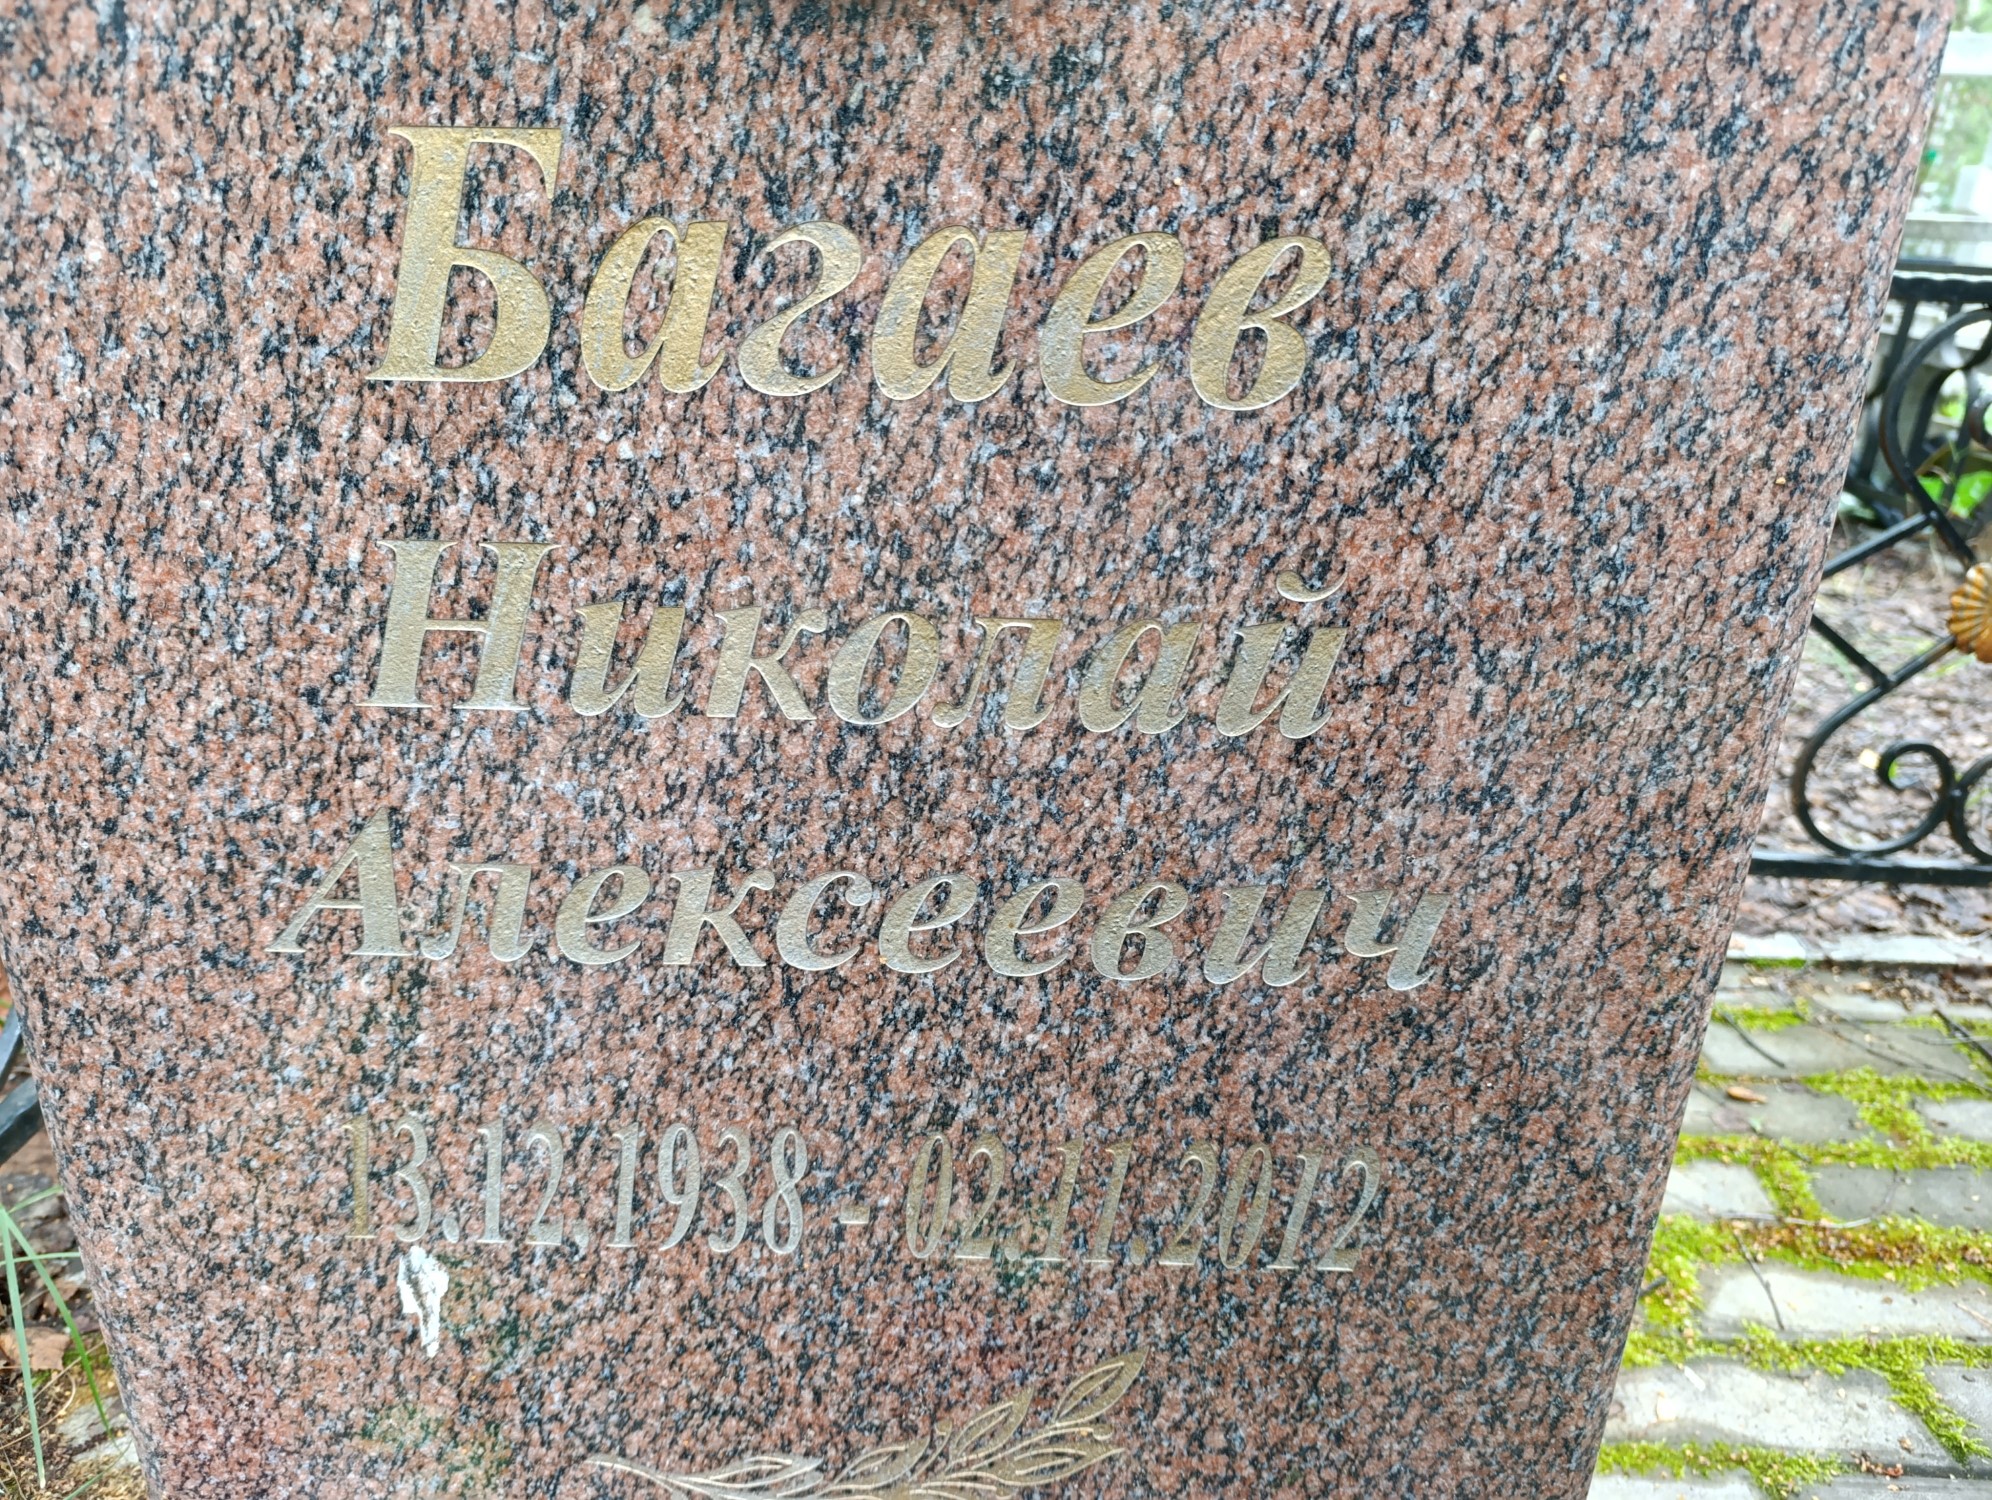 Багаев
Николай
Алексеевич
13.12.1938 - 02.11.2012